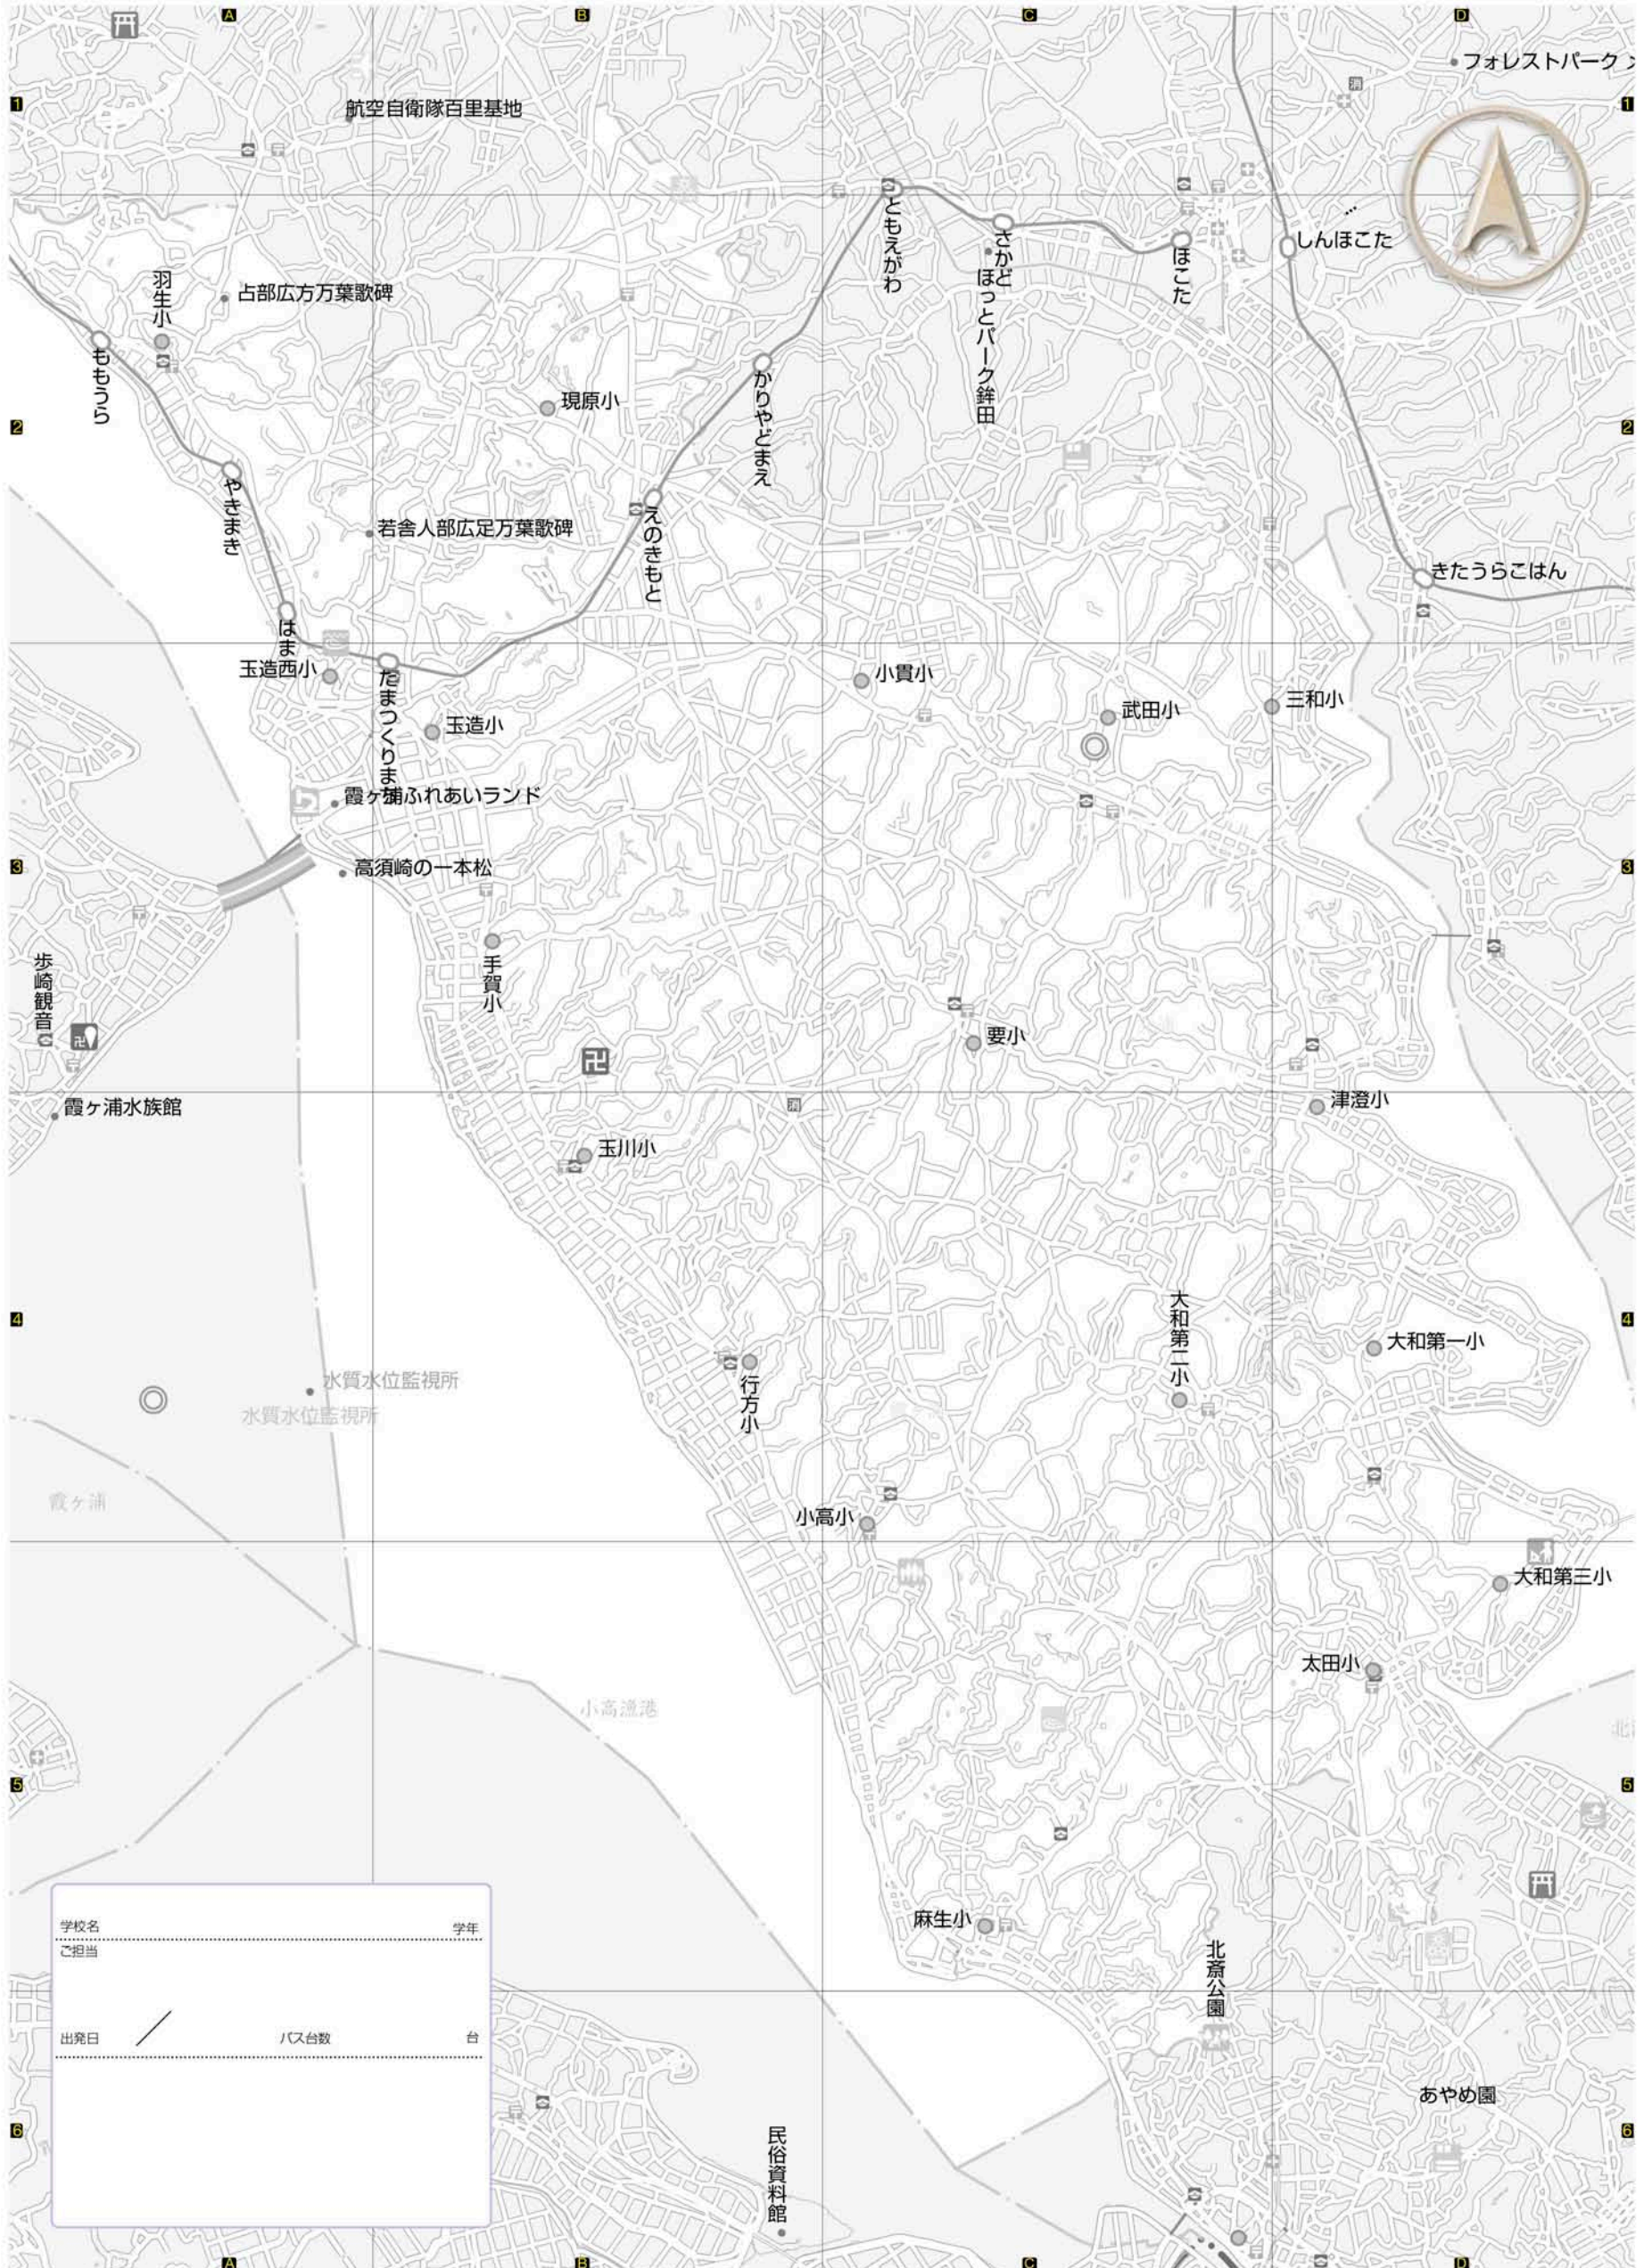 A
B
C
D
フォレストパーク
1
1
航空自衛隊百里基地
ともえがわ
さかど
ほっとパーク鉾田
ほこた
しんほこた
羽生小
占部広方万葉歌碑
ももうら
かりやどまえ
現原小
2
2
やきまき
えのきもと
若舎人部広足万葉歌碑
きたうらこはん
はま
玉造西小
たまつくりまち
小貫小
武田小
三和小
玉造小
霞ヶ浦ふれあいランド
3
高須崎の一本松
3
歩崎観音
手賀小
要小
霞ヶ浦水族館
津澄小
玉川小
大和第二小
4
4
大和第一小
水質水位監視所
水質水位監視所
行方小
霞ヶ浦
小高小
大和第三小
太田小
小高漁港
5
5
学校名
学年
ご担当
麻生小
北斎公園
出発日
バス台数
台
あやめ園
6
6
民俗資料館
A
B
C
D